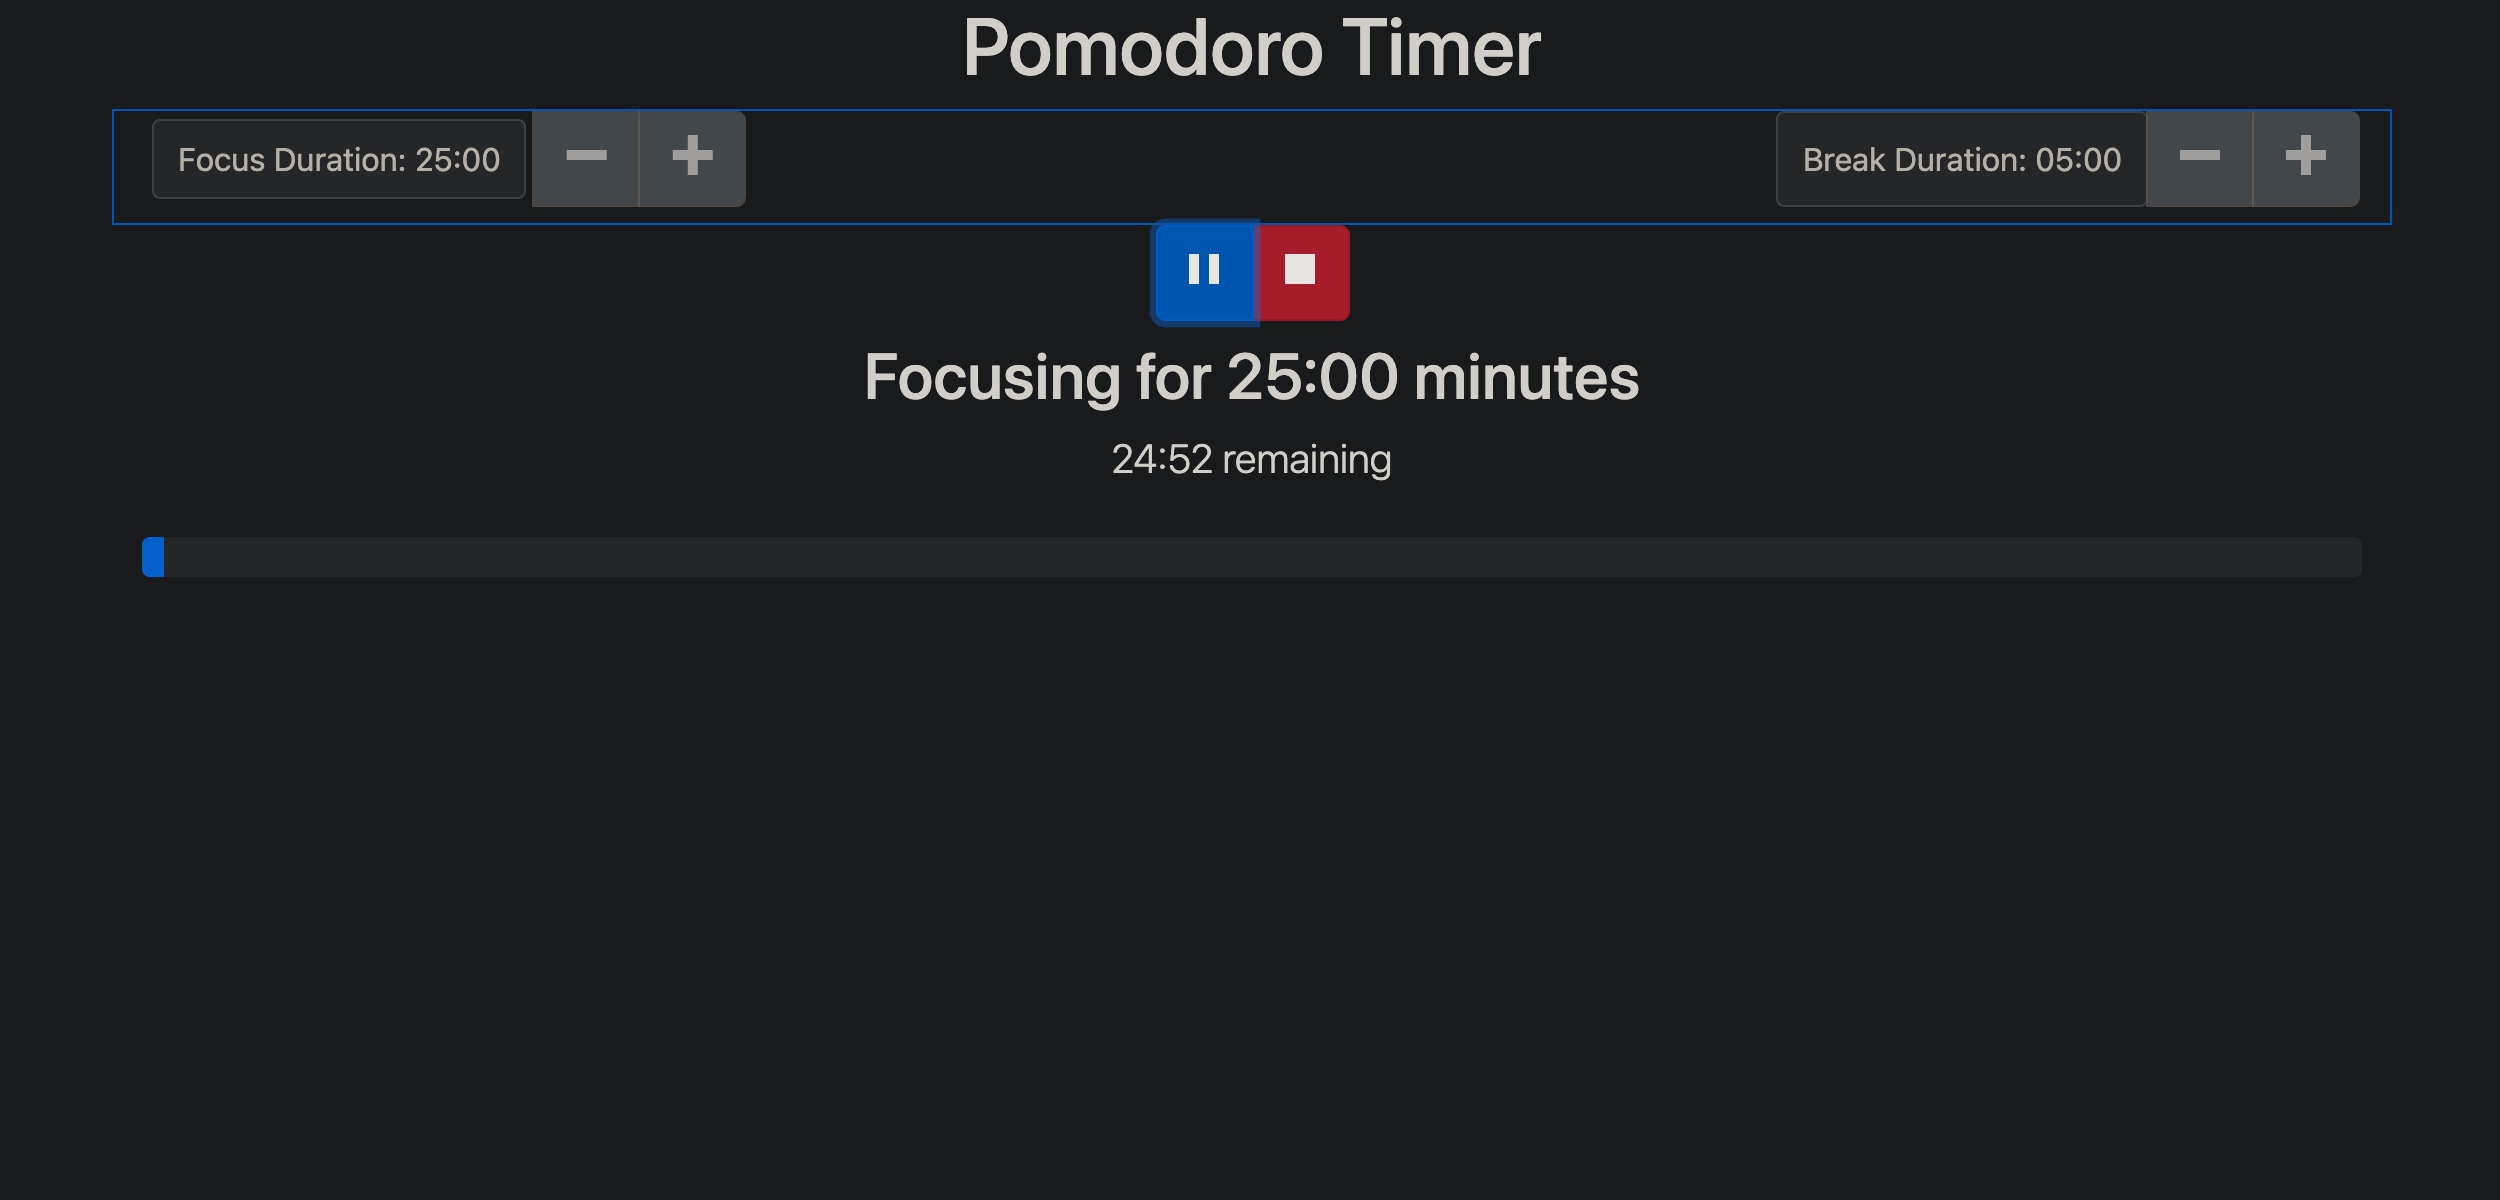 Pomodoro Timer
Focus Duration: 25:00
Break Duration: 05:00
Focusing for 25:00 minutes
24:52 remaining